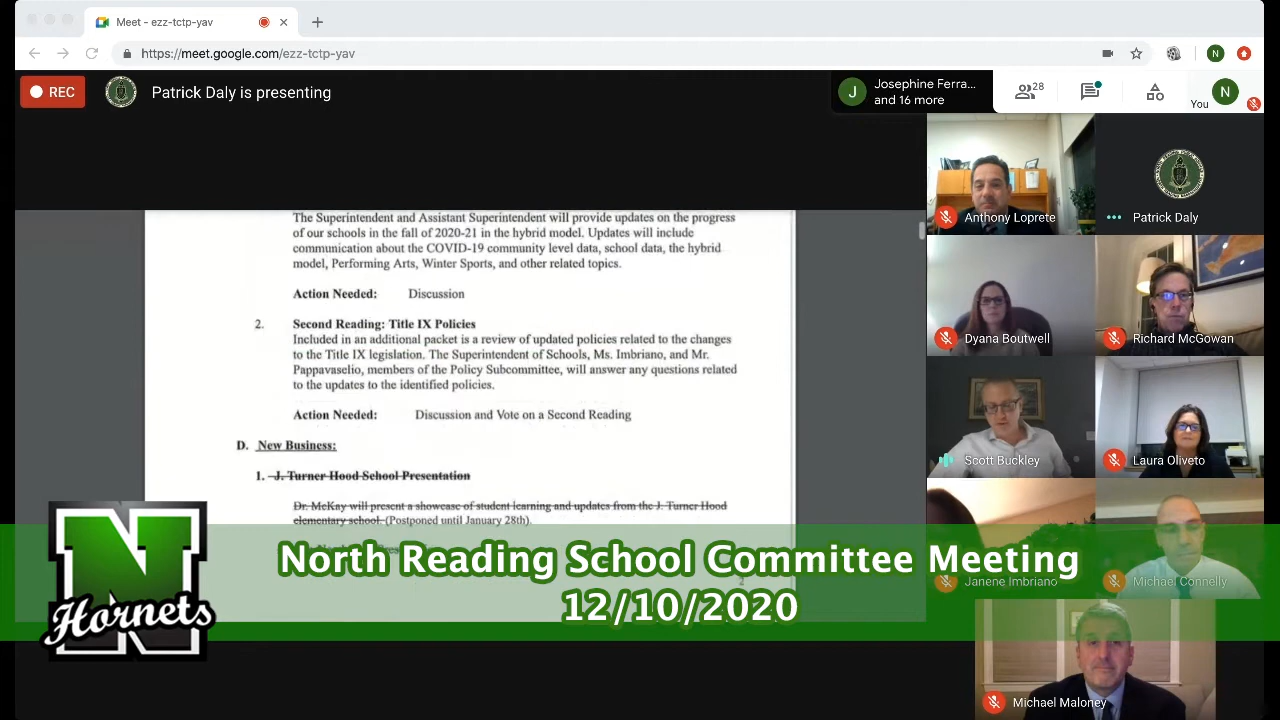 Meet - ezz-tctp-yav
https://meet.google.com/ezz-tctp-yav
N
REC
Patrick Daly is presenting
J
Josephine Ferra...
and 16 more
28
You
N
The Superintendent and Assistant Superintendent will provide updates on the progress
of our schools in the fall of 2020-21 in the hybrid model. Updates will include
communication about the COVID-19 community level data, school data, the hybrid
model, Performing Arts, Winter Sports, and other related topics.
Action Needed: Discussion
2. Second Reading: Title IX Policies
Included in an additional packet is a review of updated policies related to the changes
to the Title IX legislation. The Superintendent of Schools, Ms. Imbriano, and Mr.
Pappavaselio, members of the Policy Subcommittee, will answer any questions related
to the updates to the identified policies.
Action Needed: Discussion and Vote on a Second Reading
D. New Business:
1. J. Turner Hood School Presentation
Dr. McKay will present a showcase of student learning and updates from the J. Turner Hood
elementary school. (Postponed until January 28th).
Anthony Loprete
Patrick Daly
Dyana Boutwell
Richard McGowan
Scott Buckley
Laura Oliveto
Janene Imbriano
Michael Connelly
Michael Maloney
N
Hornets
North Reading School Committee Meeting
12/10/2020